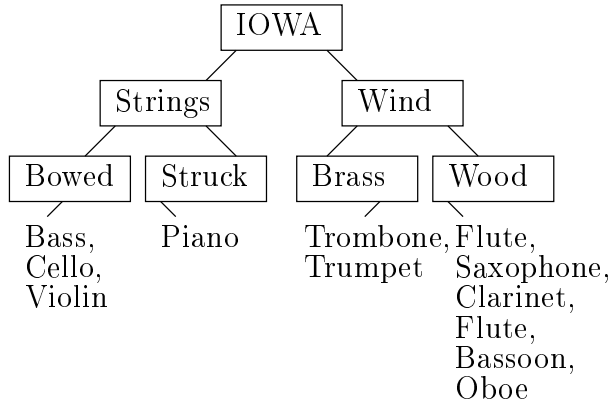 IOWA
Strings
Wind
Bowed
Struck
Brass
Wood
Bass,
Cello,
Violin
Piano
Trombone,
Trumpet
Flute,
Saxophone,
Clarinet,
Flute,
Bassoon,
Oboe